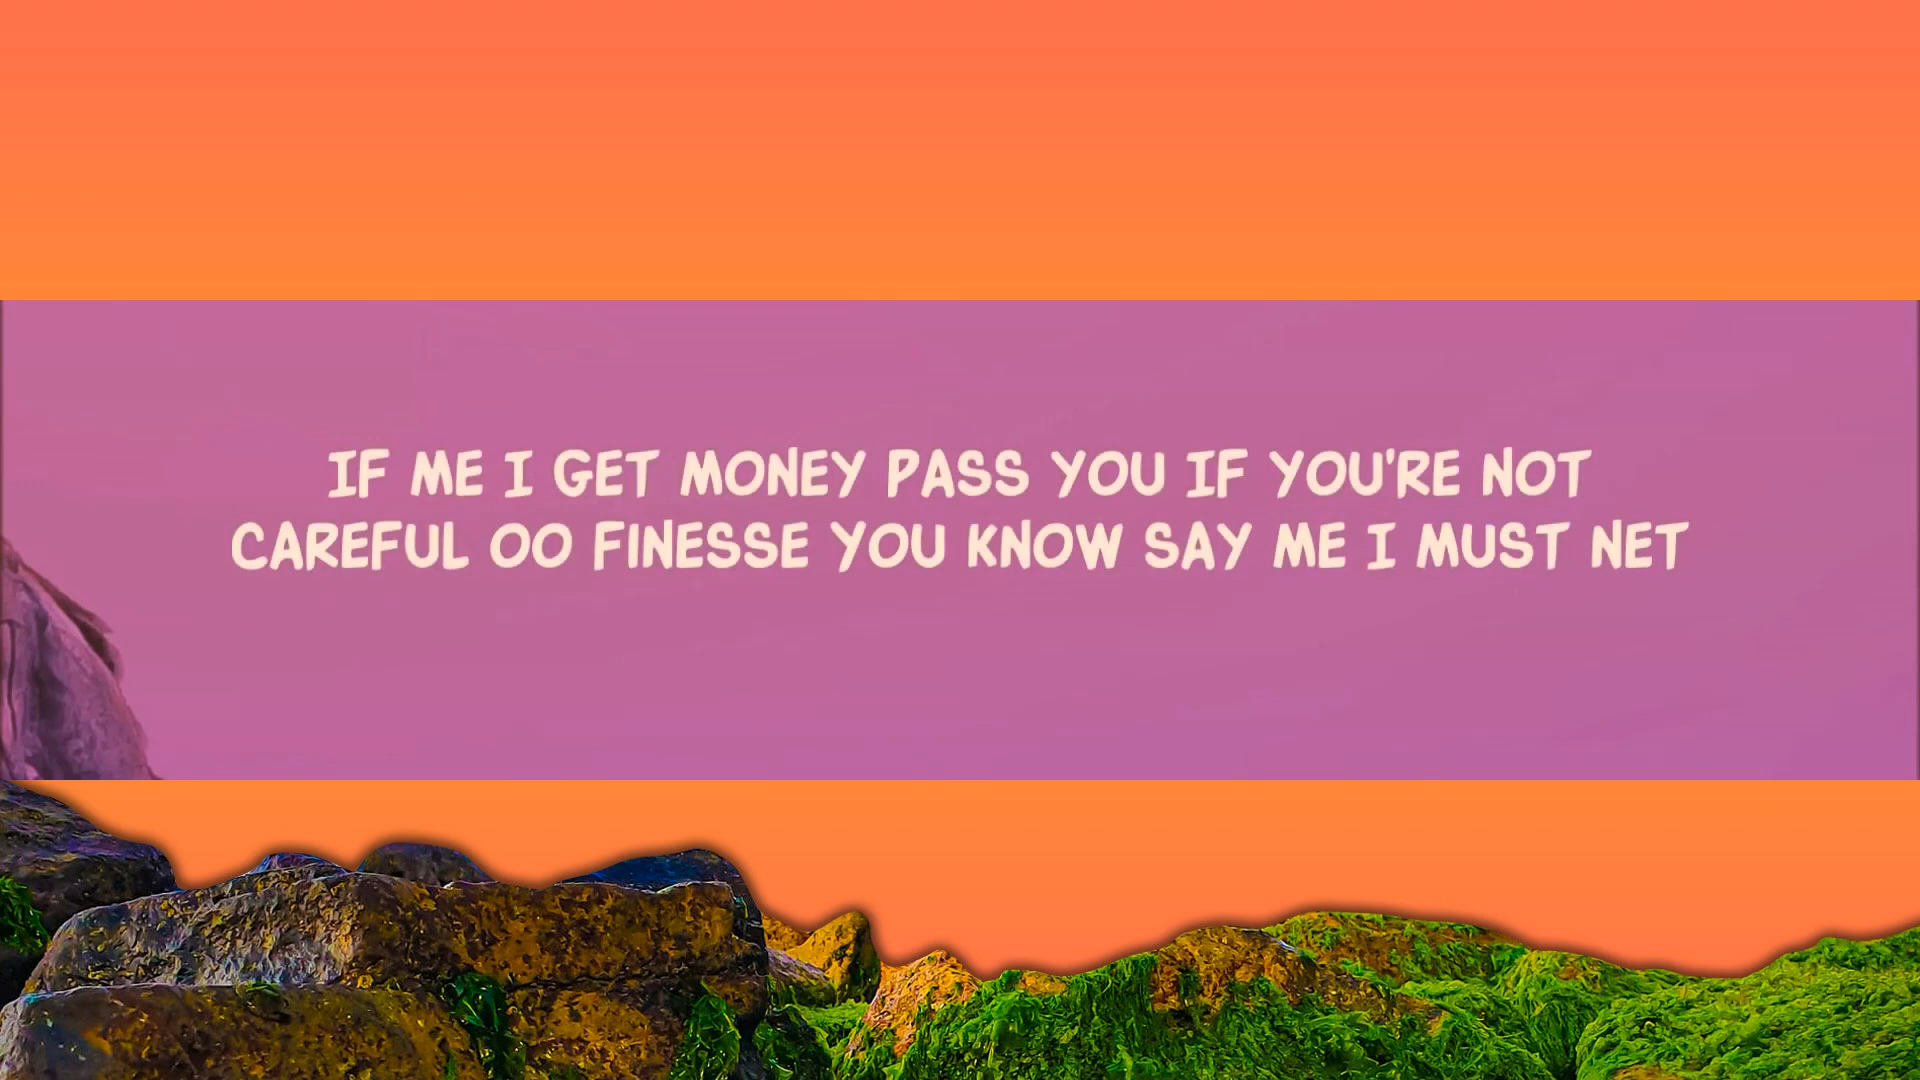 IF ME I GET MONEY PASS YOU IF YOU'RE NOT
CAREFUL OO FINESSE YOU KNOW SAY ME I MUST NET